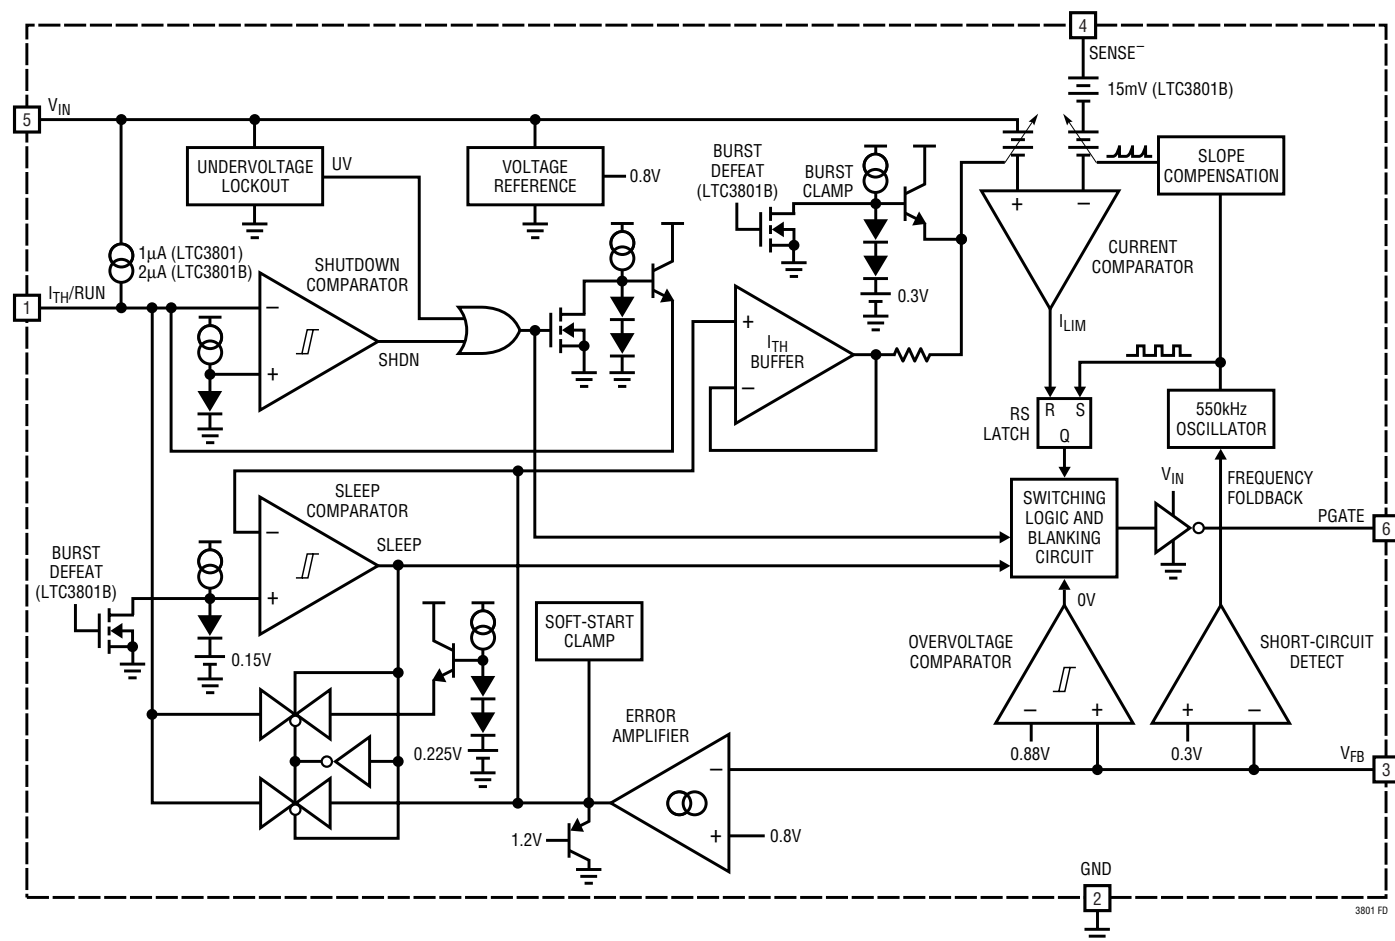 4
SENSE−
15mV (LTC3801B)
5
VIN
UNDERVOLTAGE
LOCKOUT
UV
VOLTAGE
REFERENCE
0.8V
BURST
DEFEAT
(LTC3801B)
BURST
CLAMP
SLOPE
COMPENSATION
+
−
1µA (LTC3801)
2µA (LTC3801B)
SHUTDOWN
COMPARATOR
CURRENT
COMPARATOR
0.3V
1
ITH/RUN
−
+
SHDN
+
ITH
BUFFER
−
ILIM
RS
LATCH
R
S
Q
550kHz
OSCILLATOR
SLEEP
COMPARATOR
−
+
SLEEP
BURST
DEFEAT
(LTC3801B)
0.15V
SWITCHING
LOGIC AND
BLANKING
CIRCUIT
VIN
FREQUENCY
FOLDBACK
PGATE
6
0V
SOFT-START
CLAMP
OVERVOLTAGE
COMPARATOR
−
+
0.88V
SHORT-CIRCUIT
DETECT
+
−
0.3V
0.225V
ERROR
AMPLIFIER
−
+
VFB
3
1.2V
0.8V
GND
2
3801 FD